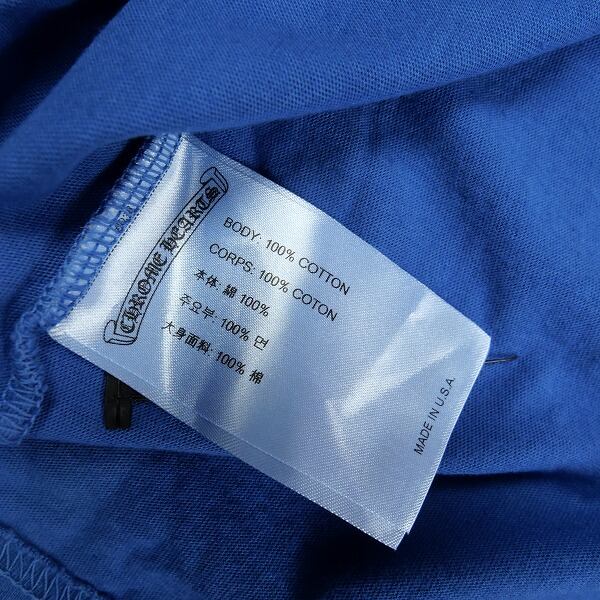 CHROME HEARTS
BODY: 100% COTTON
CORPS: 100% COTON
本体: 綿 100%
주요부: 100% 면
大身面料: 100% 棉
MADE IN U.S.A.